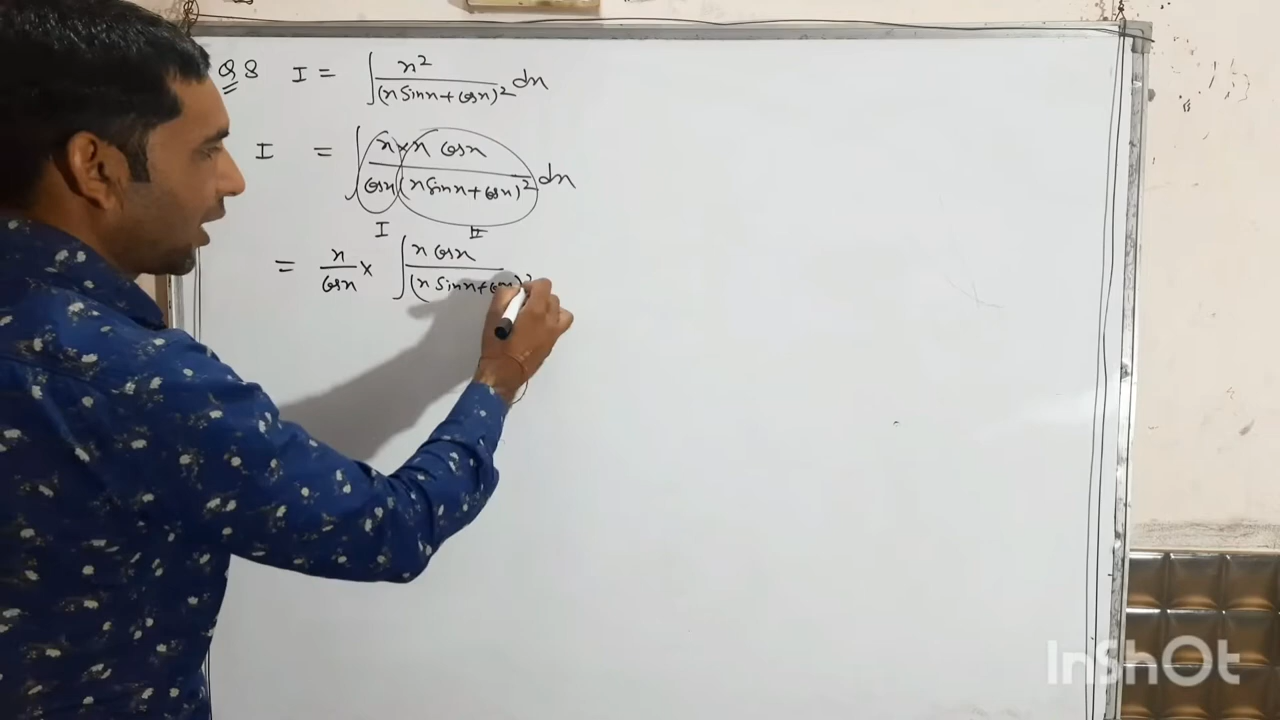 Q8 I = ∫ x² / (x sinx + cosx)² dx
I = ∫ x × x cosx / cosx (x sinx + cosx)² dx
I II
= x / cosx × ∫ x cosx / (x sinx + cosx)²
InShOt